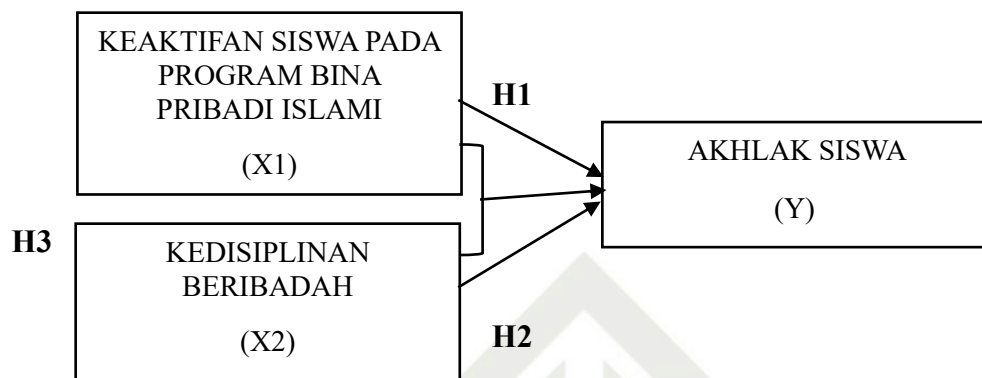 KEAKTIFAN SISWA PADA
PROGRAM BINA
PRIBADI ISLAMI
(X1)
H1
AKHLAK SISWA
(Y)
H3
KEDISIPLINAN
BERIBADAH
(X2)
H2